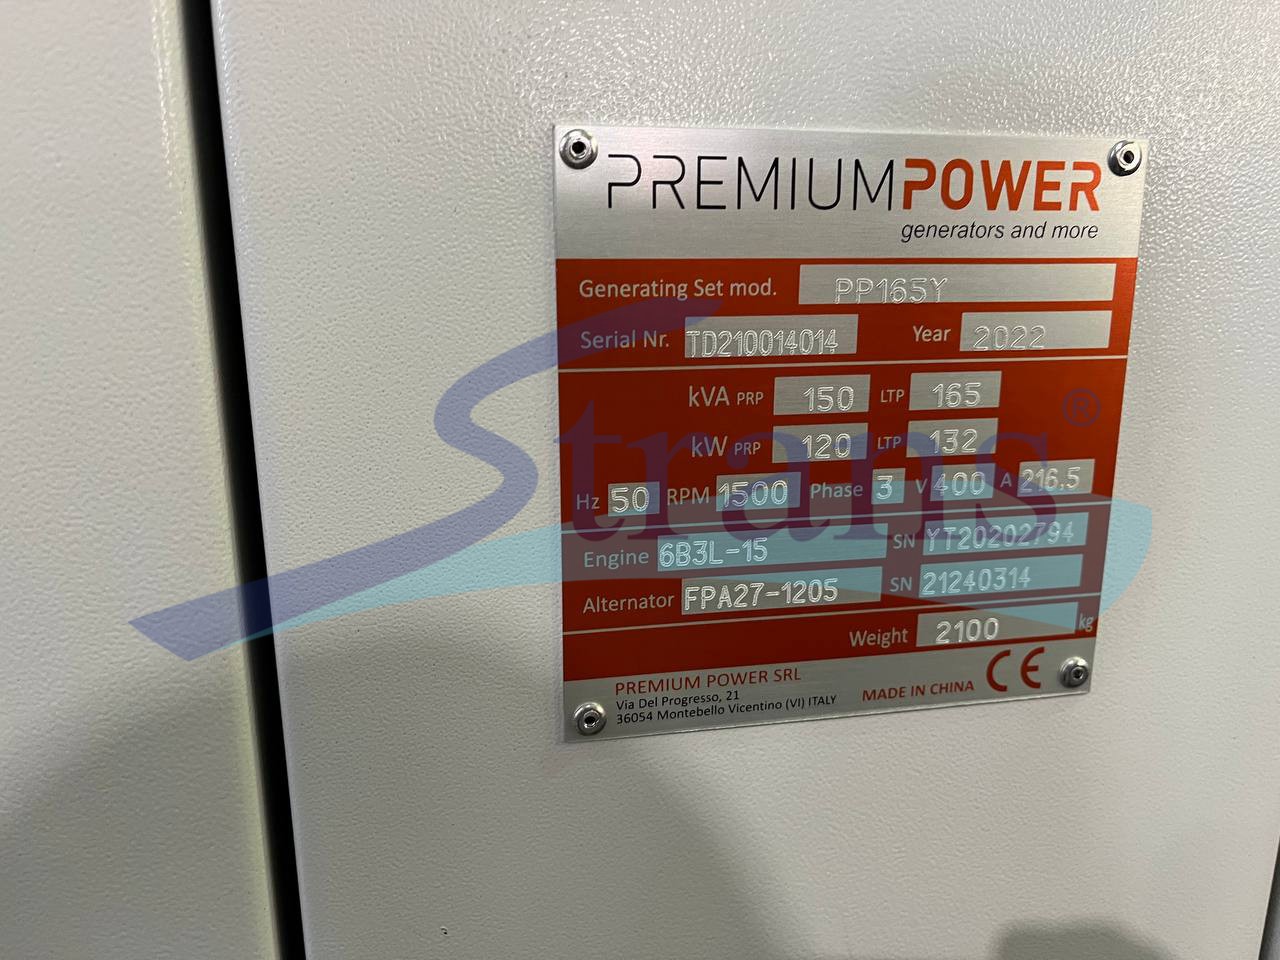 PREMIUMPOWER
generators and more
Generating Set mod. PP165Y
Serial Nr. TD210014014 Year 2022
kVA PRP 150 LTP 165
kW PRP 120 LTP 132
Hz 50 RPM 1500 Phase 3 V 400 A 216.5
Engine 6B3L-15 SN YT20202794
Alternator FPA27-1205 SN 21240314
Weight 2100 kg
PREMIUM POWER SRL
Via Del Progresso, 21
36054 Montebello Vicentino (VI) ITALY
MADE IN CHINA CE
Strans®